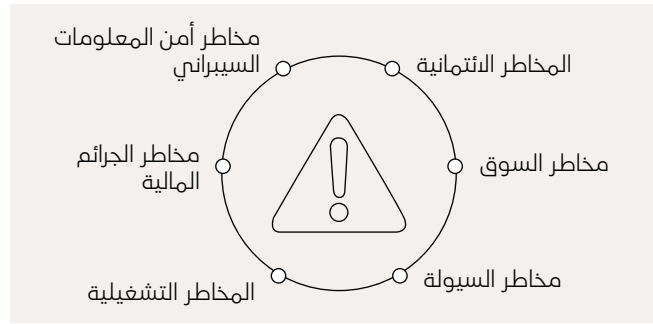 المخاطر الائتمانية
مخاطر السوق
مخاطر السيولة
المخاطر التشغيلية
مخاطر الجرائم
المالية
مخاطر أمن المعلومات
السيبراني